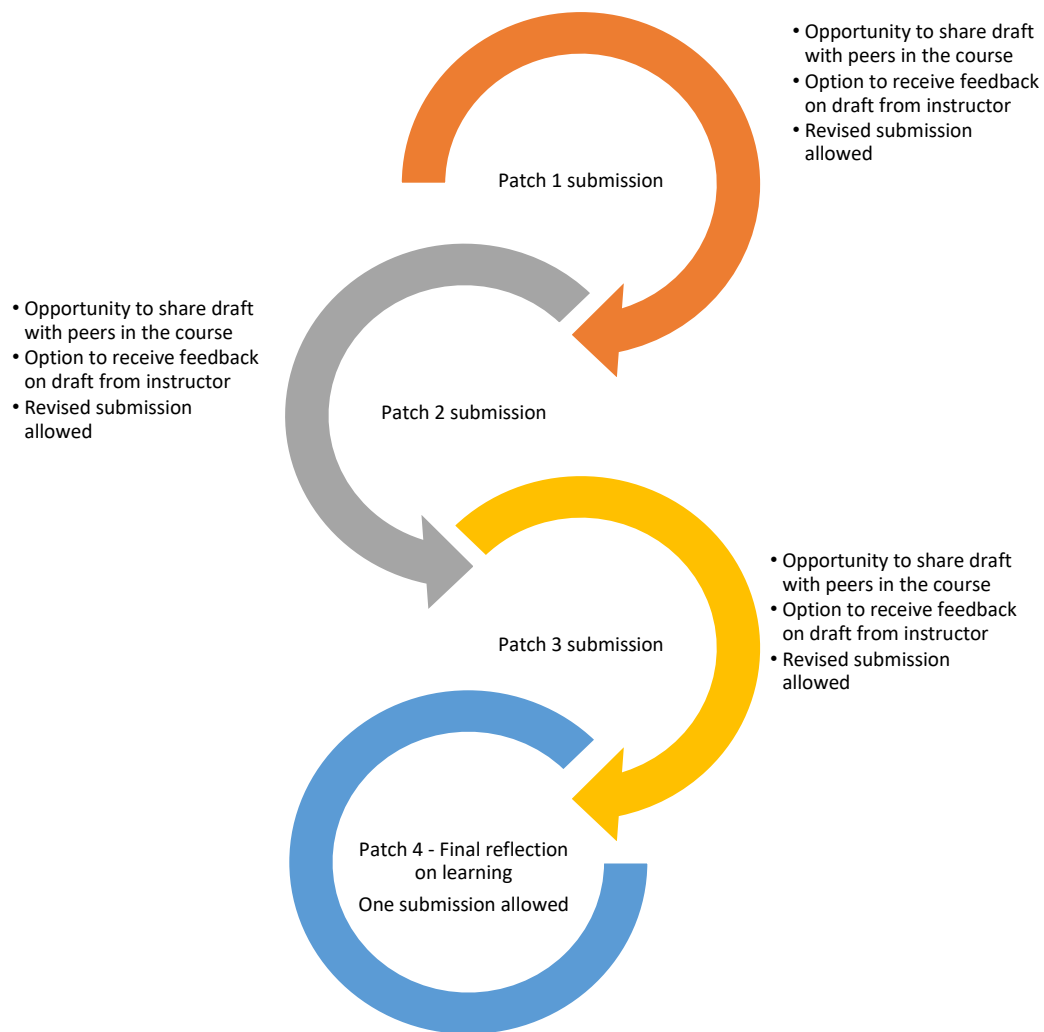 • Opportunity to share draft
with peers in the course
• Option to receive feedback
on draft from instructor
• Revised submission
allowed
Patch 1 submission
• Opportunity to share draft
with peers in the course
• Option to receive feedback
on draft from instructor
• Revised submission
allowed
Patch 2 submission
• Opportunity to share draft
with peers in the course
• Option to receive feedback
on draft from instructor
• Revised submission
allowed
Patch 3 submission
Patch 4 - Final reflection
on learning
One submission allowed